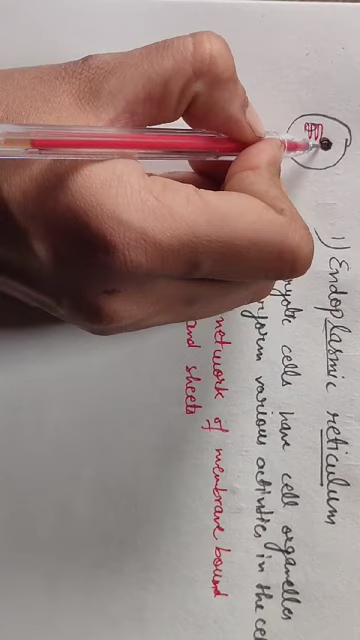 1) Endoplasmic reticulum
cells have cell organelles
various activities in the
network of membrane bound
and sheets